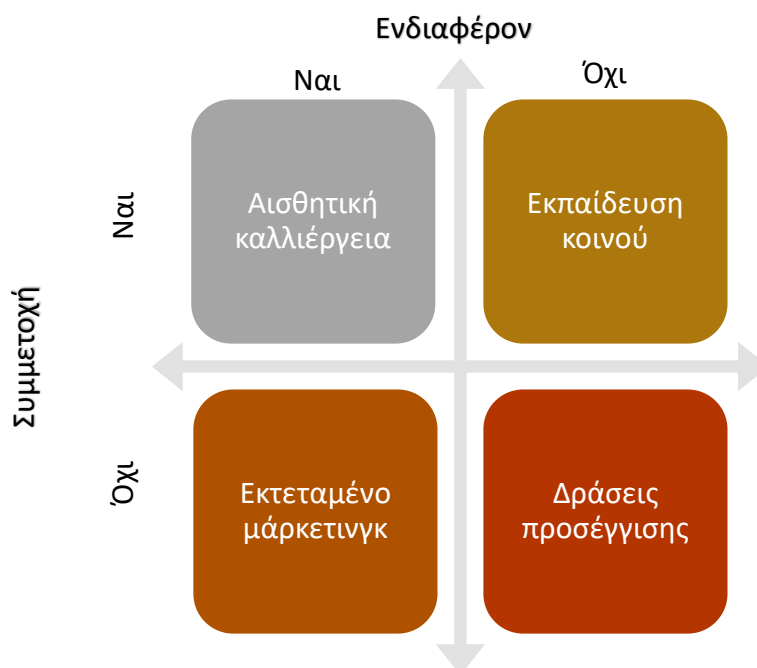 Ενδιαφέρον
Ναι
Όχι
Συμμετοχή
Ναι
Αισθητική
καλλιέργεια
Εκπαίδευση
κοινού
Όχι
Εκτεταμένο
μάρκετινγκ
Δράσεις
προσέγγισης